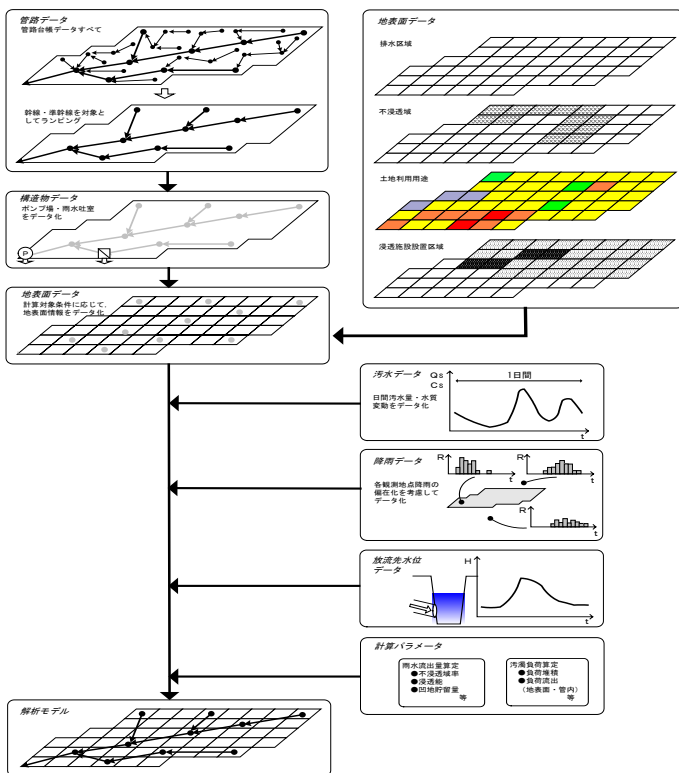 管路データ
管路台帳データすべて
幹線・準幹線を対象と
してランピング
構造物データ
ポンプ場・雨水吐室
をデータ化
P
地表面データ
計算対象条件に応じて、
地表面情報をデータ化
地表面データ
排水区域
不浸透域
土地利用用途
浸透施設設置区域
汚水データ
Qs
Cs
1日間
日間汚水量・水質
変動をデータ化
t
降雨データ
R
t
R
t
各観測地点降雨の
偏在化を考慮して
データ化
R
t
放流先水位
データ
H
t
計算パラメータ
雨水流出量算定
●不浸透域率
●浸透能
●凹地貯留量
等
汚濁負荷算定
●負荷堆積
●負荷流出
(地表面・管内)
等
解析モデル